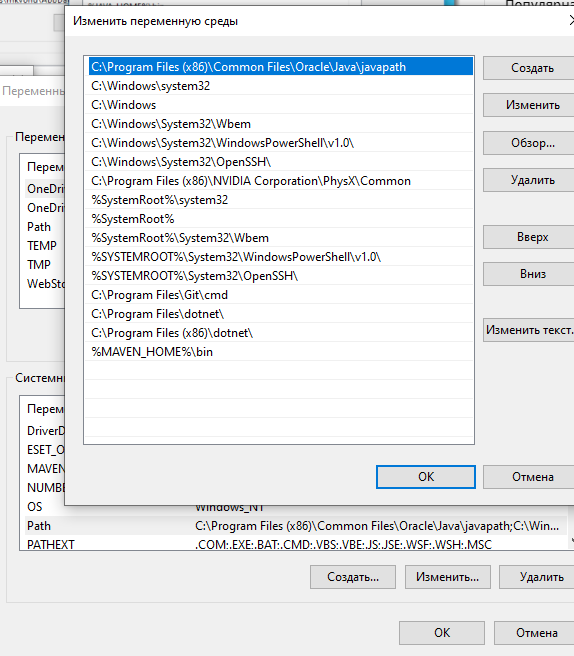 Изменить переменную среды
C:\Program Files (x86)\Common Files\Oracle\Java\javapath
C:\Windows\system32
C:\Windows
C:\Windows\System32\Wbem
C:\Windows\System32\WindowsPowerShell\v1.0\
C:\Windows\System32\OpenSSH\
C:\Program Files (x86)\NVIDIA Corporation\PhysX\Common
%SystemRoot%\system32
%SystemRoot%
%SystemRoot%\System32\Wbem
%SYSTEMROOT%\System32\WindowsPowerShell\v1.0\
%SYSTEMROOT%\System32\OpenSSH\
C:\Program Files\Git\cmd
C:\Program Files\dotnet\
C:\Program Files (x86)\dotnet\
%MAVEN_HOME%\bin
Создать
Изменить
Обзор...
Удалить
Вверх
Вниз
Изменить текст.
OK
Отмена
Переменны
Перемен
Перем
OneDri
OneDri
Path
TEMP
TMP
WebSto
Системн
Перем
DriverD
ESET_O
MAVEN
NUMBE
OS Windows_NT
Path C:\Program Files (x86)\Common Files\Oracle\Java\javapath;C:\Win...
PATHEXT .COM;.EXE;.BAT;.CMD;.VBS;.VBE;.JS;.JSE;.WSF;.WSH;.MSC
Создать...
Изменить...
Удалить
OK
Отмена